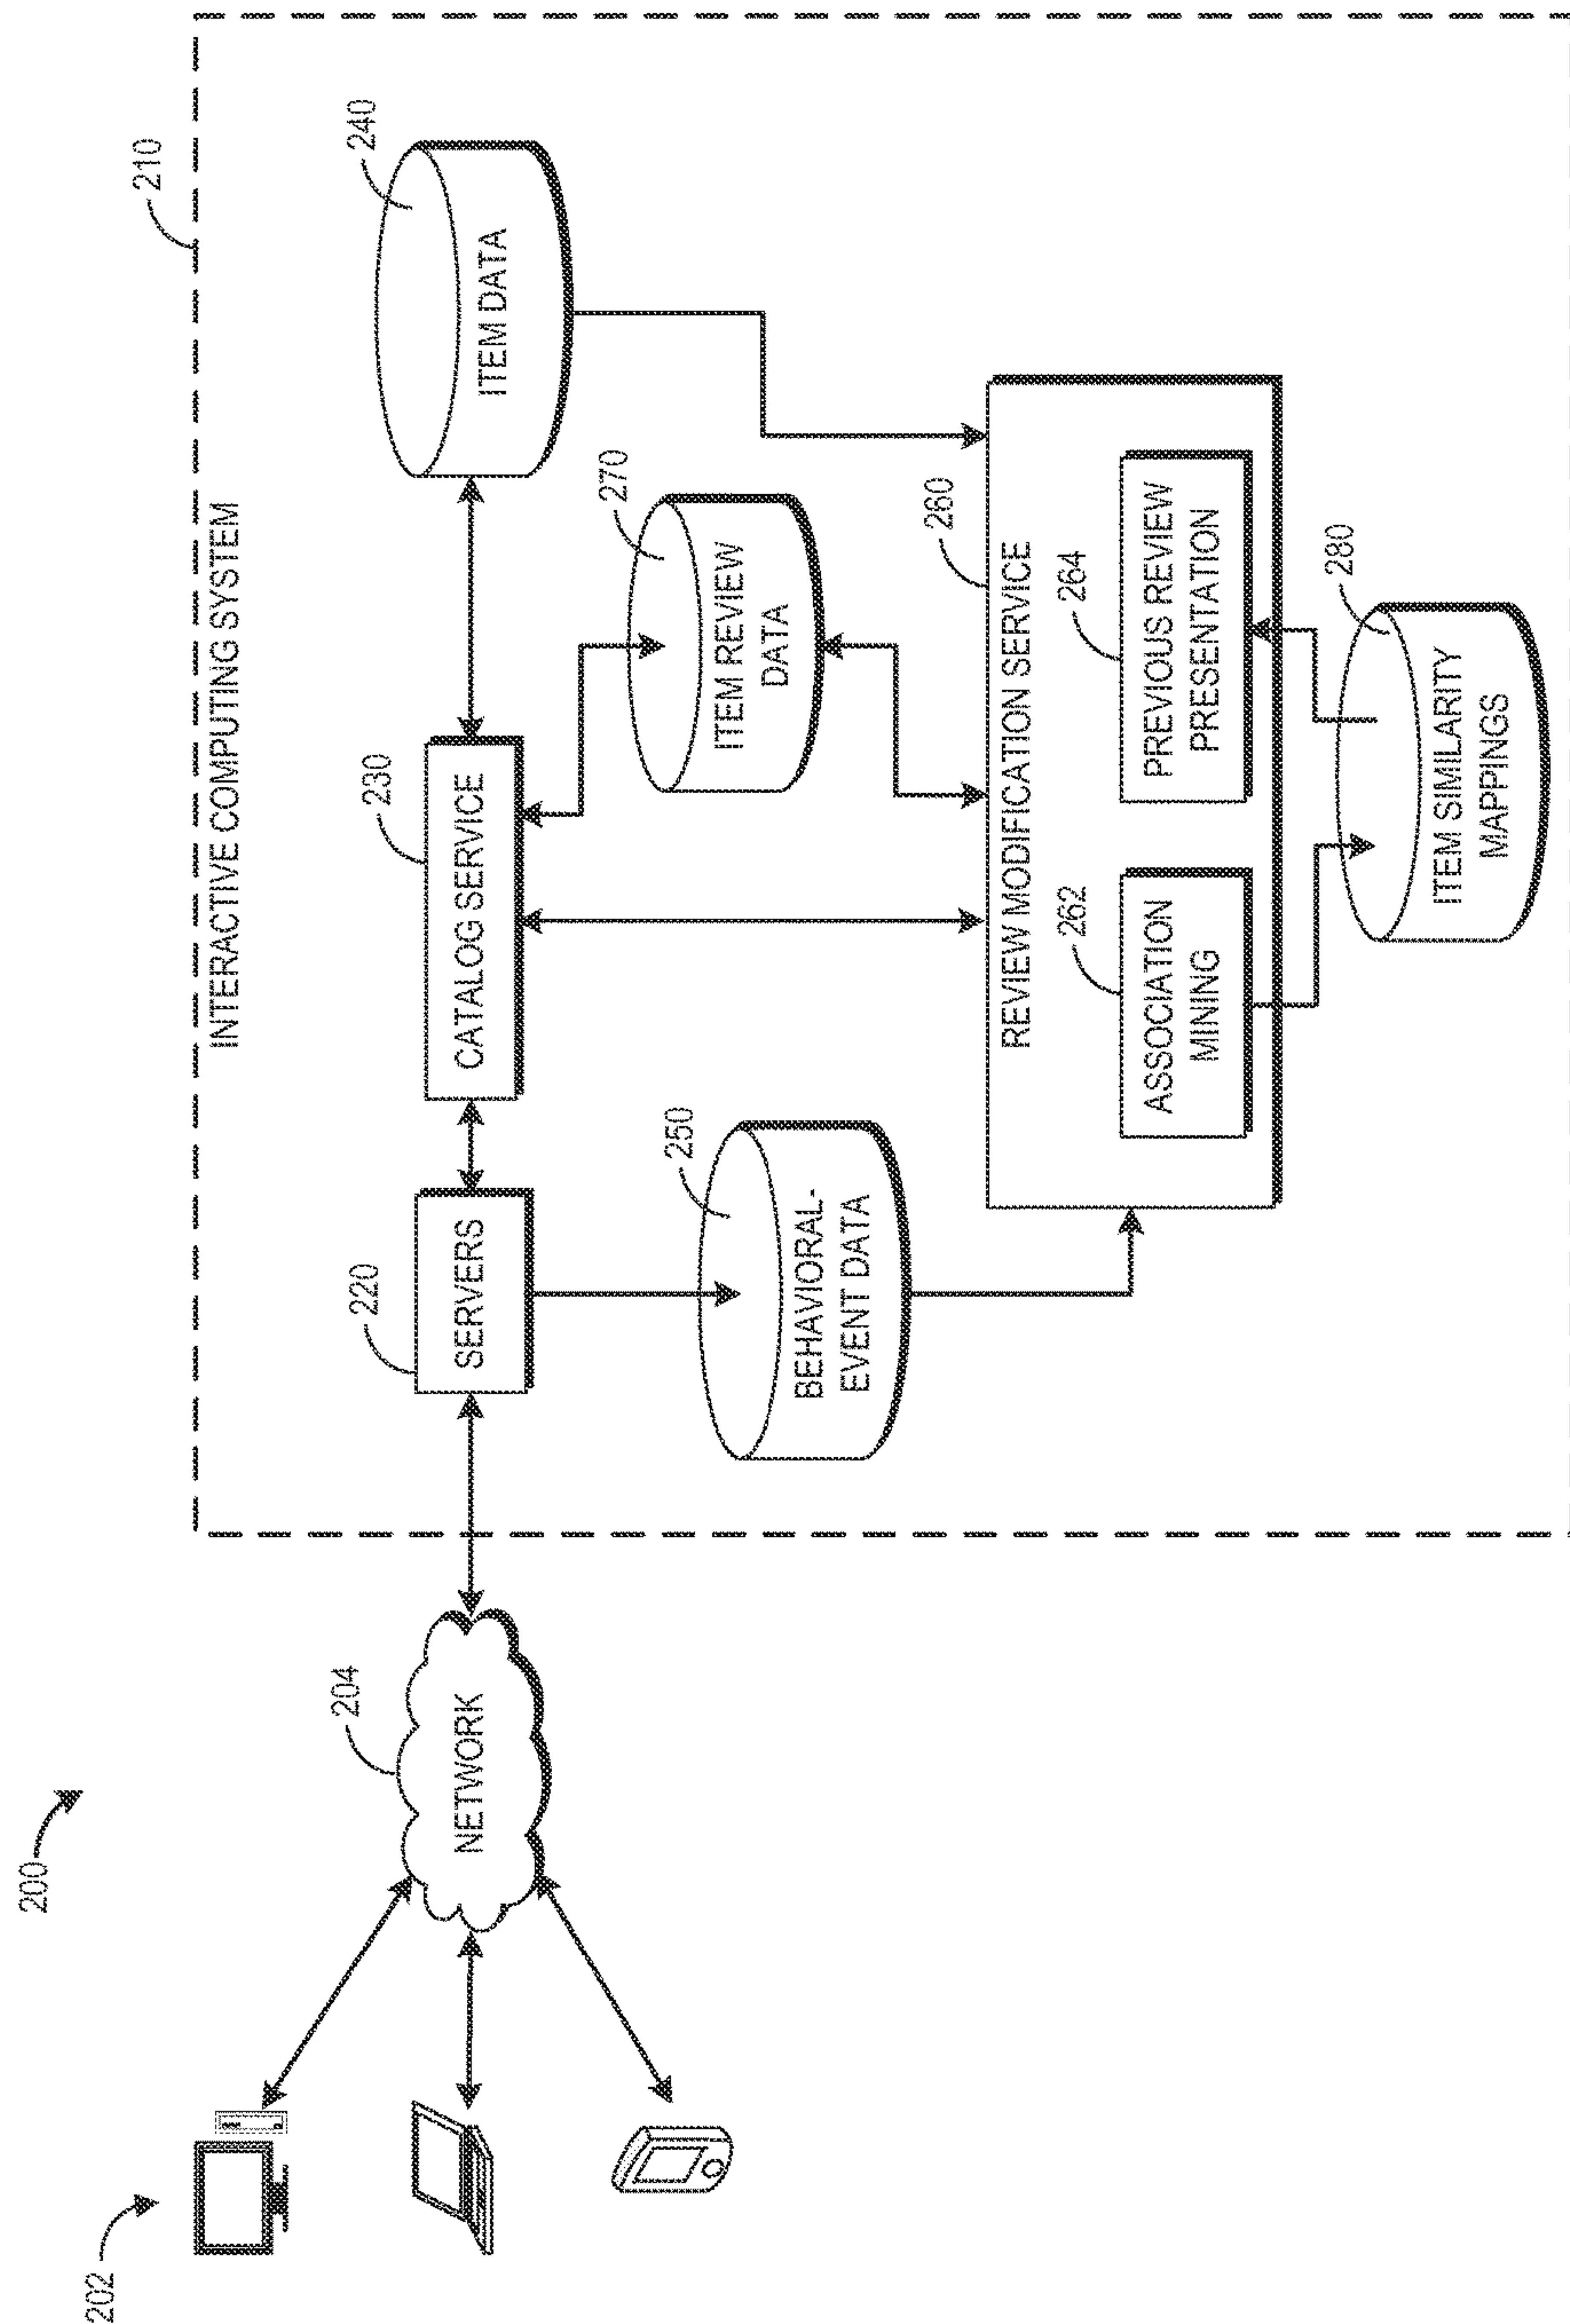 200
202
204
NETWORK
210
INTERACTIVE COMPUTING SYSTEM
220
SERVERS
230
CATALOG SERVICE
240
ITEM DATA
250
BEHAVIORAL-
EVENT DATA
270
ITEM REVIEW
DATA
260
REVIEW MODIFICATION SERVICE
262
ASSOCIATION
MINING
264
PREVIOUS REVIEW
PRESENTATION
280
ITEM SIMILARITY
MAPPINGS